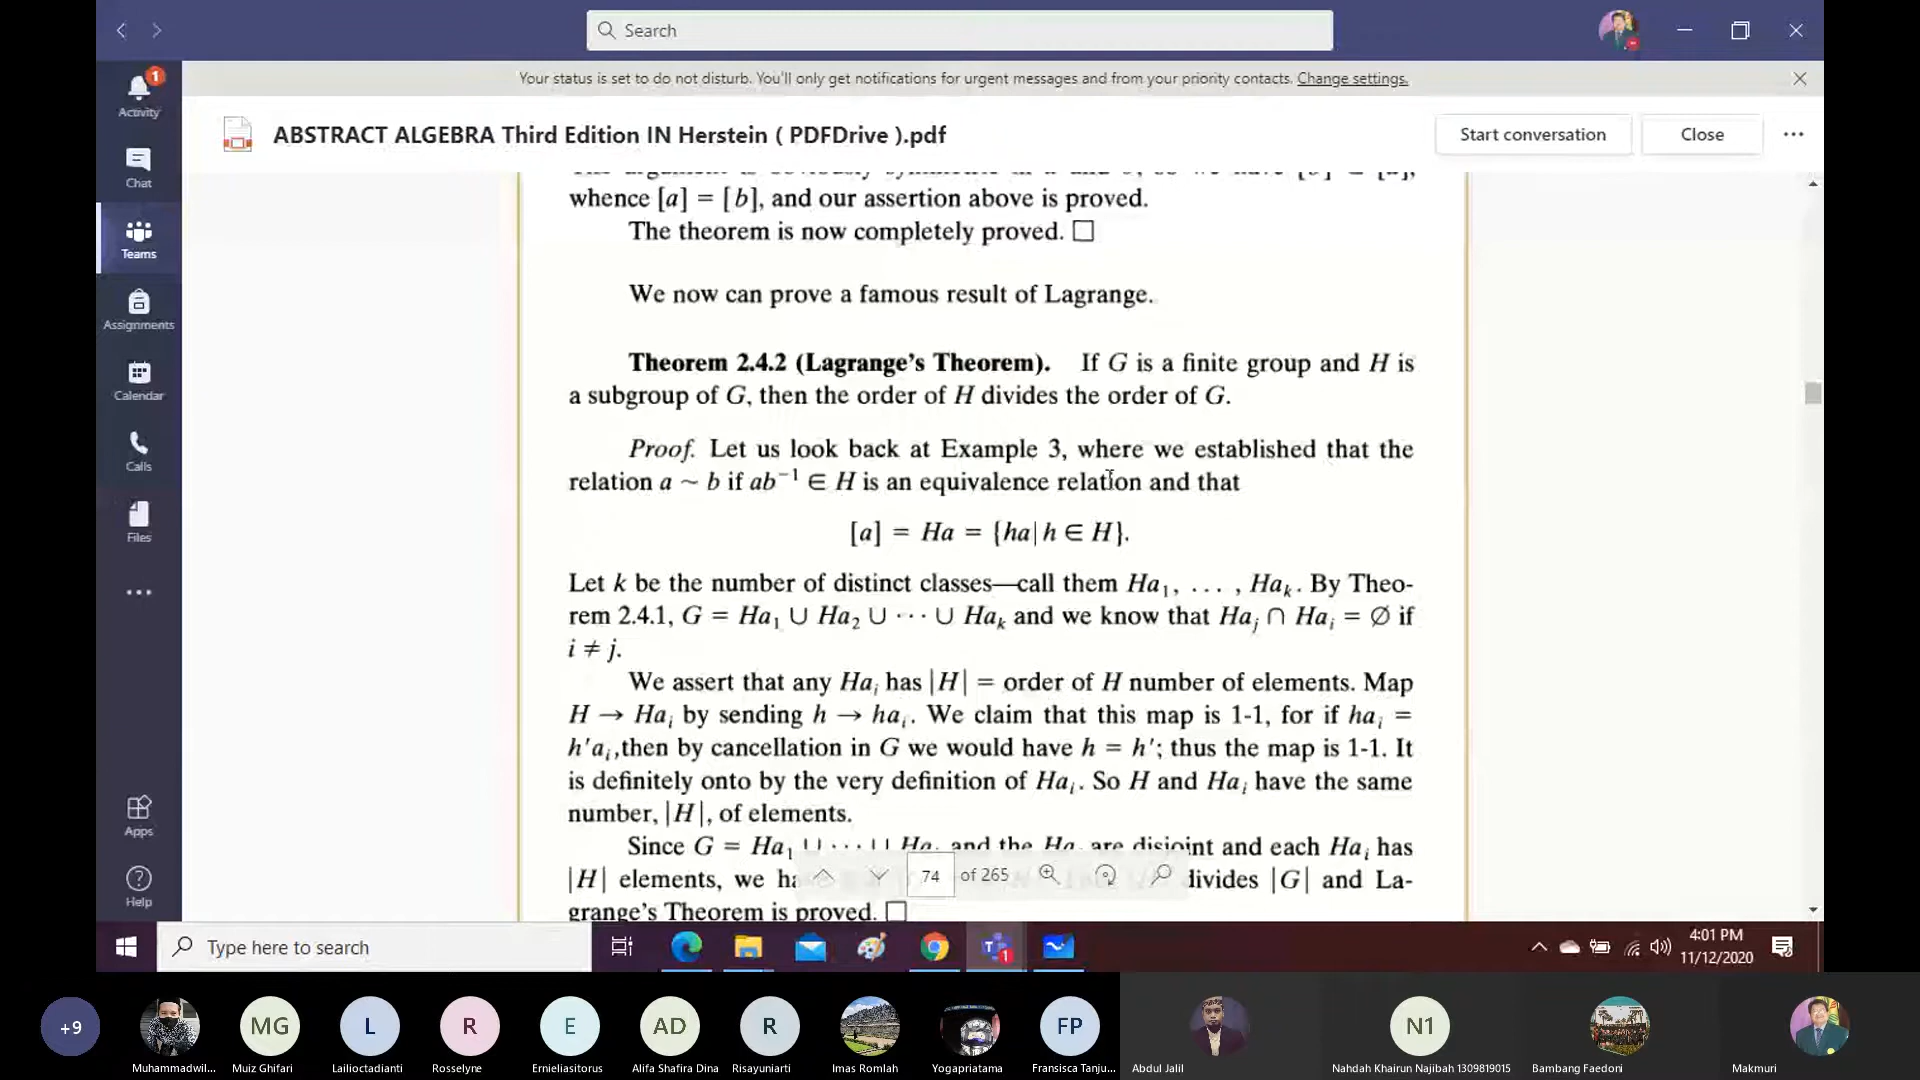 Search
Your status is set to do not disturb. You'll only get notifications for urgent messages and from your priority contacts. Change settings.
1
Activity
Chat
Teams
Assignments
Calendar
Calls
Files
Apps
Help
ABSTRACT ALGEBRA Third Edition IN Herstein ( PDFDrive ).pdf
Start conversation
Close
whence [a] = [b], and our assertion above is proved.
The theorem is now completely proved. □
We now can prove a famous result of Lagrange.
Theorem 2.4.2 (Lagrange's Theorem). If G is a finite group and H is
a subgroup of G, then the order of H divides the order of G.
Proof. Let us look back at Example 3, where we established that the
relation a ~ b if ab⁻¹ ∈ H is an equivalence relation and that
[a] = Ha = {ha|h ∈ H}.
Let k be the number of distinct classes—call them Ha₁, . . . , Haₖ. By Theo-
rem 2.4.1, G = Ha₁ ∪ Ha₂ ∪ ··· ∪ Haₖ and we know that Haⱼ ∩ Haᵢ = ∅ if
i ≠ j.
We assert that any Haᵢ has |H| = order of H number of elements. Map
H → Haᵢ by sending h → haᵢ. We claim that this map is 1-1, for if haᵢ =
h'aᵢ,then by cancellation in G we would have h = h'; thus the map is 1-1. It
is definitely onto by the very definition of Haᵢ. So H and Haᵢ have the same
number, |H|, of elements.
Since G = Ha₁ ∪ ··· ∪ Ha and the Ha are disjoint and each Haᵢ has
|H| elements, we divides |G| and La-
grange's Theorem is proved. □
74 of 265
Type here to search
1
4:01 PM
11/12/2020
+9
MG
L
R
E
AD
R
FP
N1
Muhammadwil...
Muiz Ghifari
Lailioctadianti
Rosselyne
Ernieliasitorus
Alifa Shafira Dina
Risayuniarti
Imas Romlah
Yogapriatama
Fransisca Tanju...
Abdul Jalil
Nahdah Khairun Najibah 1309819015
Bambang Faedoni
Makmuri